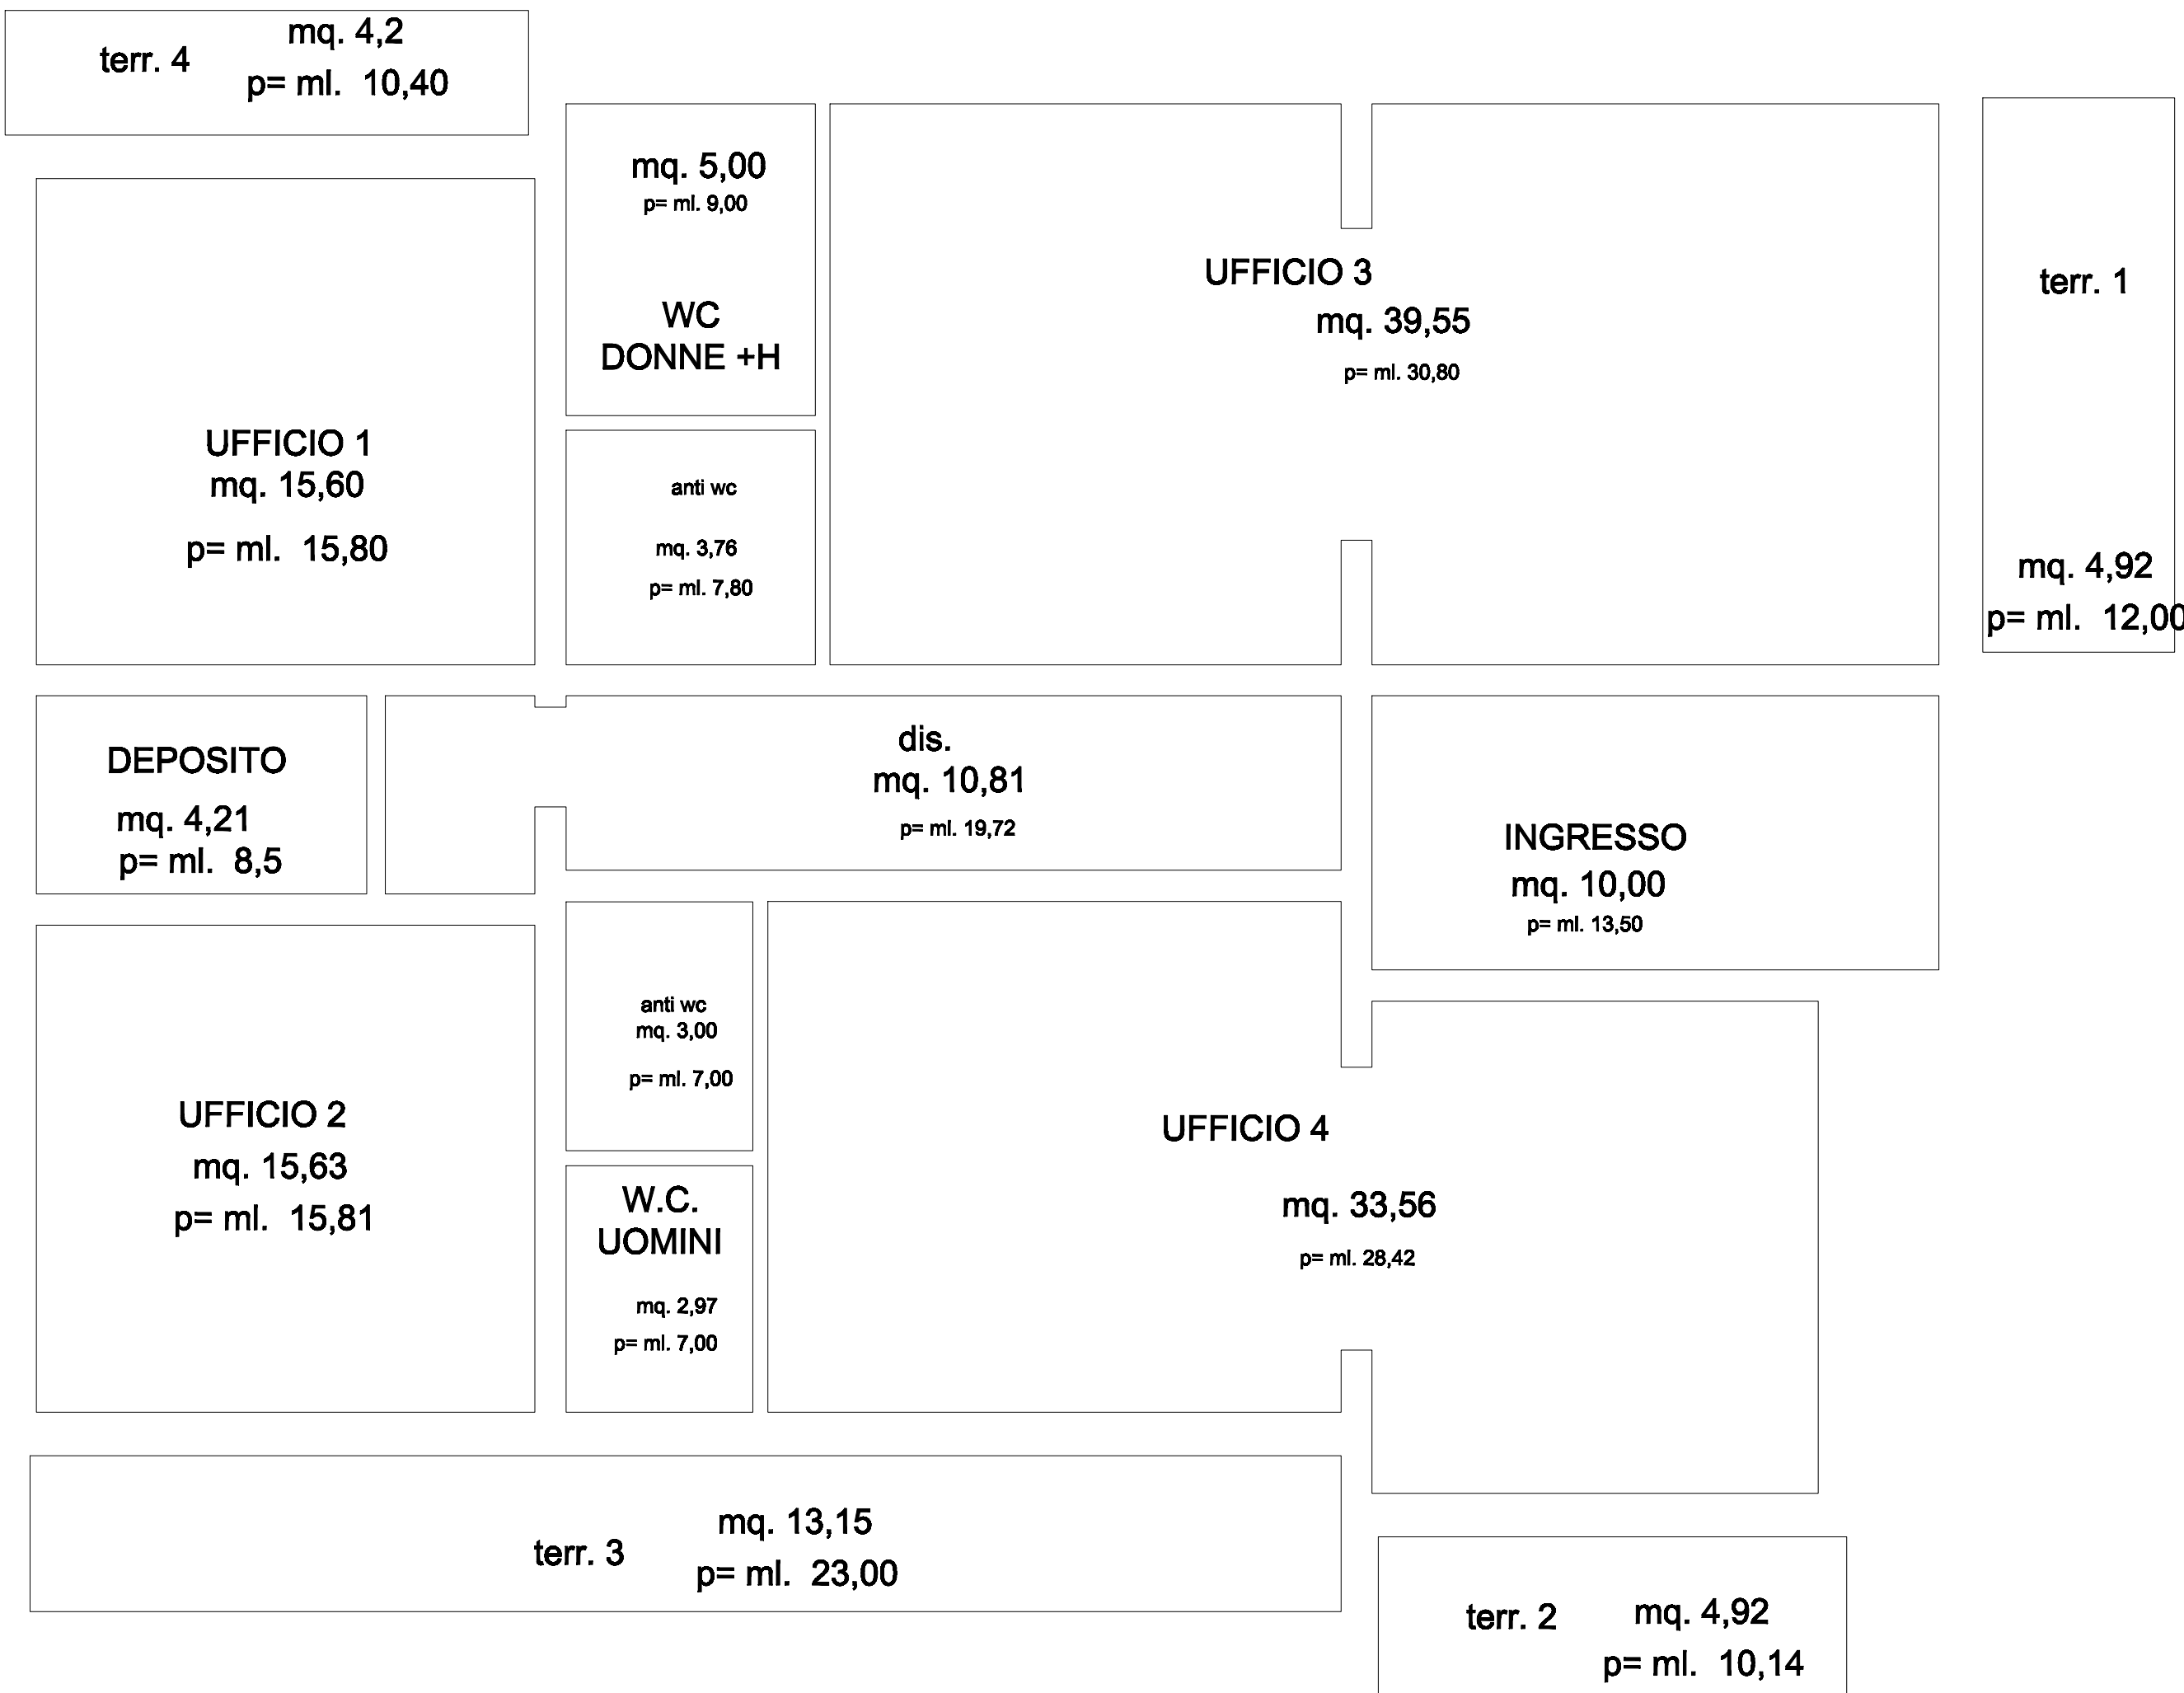 terr. 4
mq. 4,2
p= ml. 10,40
mq. 5,00
p= ml. 9,00
WC
DONNE +H
UFFICIO 3
mq. 39,55
p= ml. 30,80
terr. 1
mq. 4,92
p= ml. 12,00
UFFICIO 1
mq. 15,60
p= ml. 15,80
anti wc
mq. 3,76
p= ml. 7,80
DEPOSITO
mq. 4,21
p= ml. 8,5
dis.
mq. 10,81
p= ml. 19,72
INGRESSO
mq. 10,00
p= ml. 13,50
UFFICIO 2
mq. 15,63
p= ml. 15,81
anti wc
mq. 3,00
p= ml. 7,00
W.C.
UOMINI
mq. 2,97
p= ml. 7,00
UFFICIO 4
mq. 33,56
p= ml. 28,42
terr. 3
mq. 13,15
p= ml. 23,00
terr. 2
mq. 4,92
p= ml. 10,14